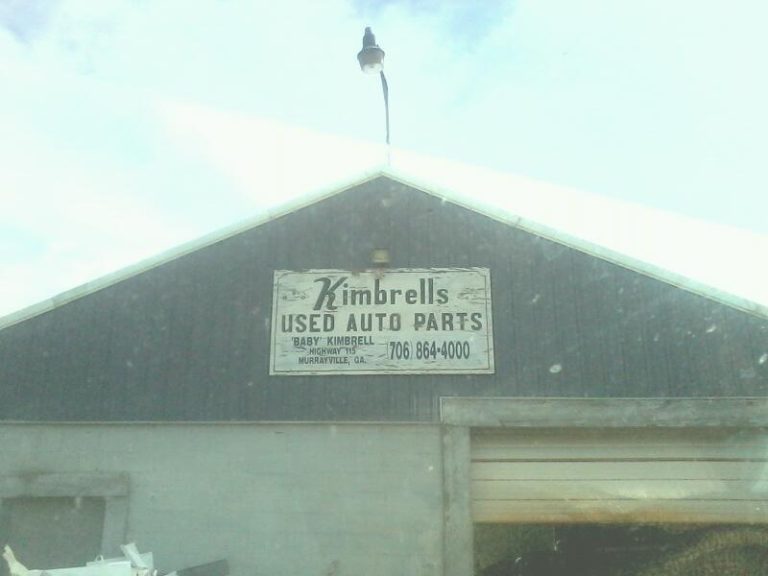 Kimbrells
USED AUTO PARTS
'BABY' KIMBRELL
HIGHWAY 115
MURRAYVILLE, GA.
706 864-4000